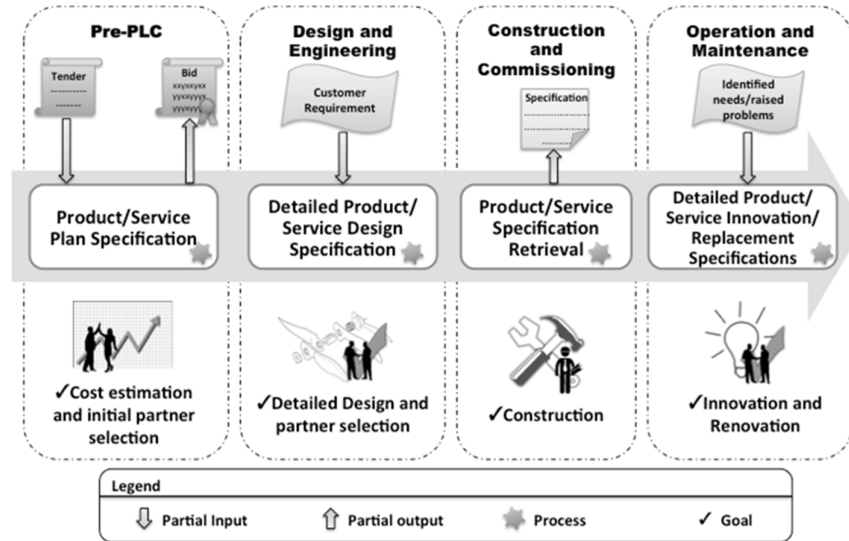 Pre-PLC
Tender
Bid
xxyxxyxx
yyxxyyyx
yyyxyyyx
Product/Service
Plan Specification
✓Cost estimation
and initial partner
selection
Design and
Engineering
Customer
Requirement
Detailed Product/
Service Design
Specification
✓Detailed Design and
partner selection
Construction
and
Commissioning
Specification
Product/Service
Specification
Retrieval
✓Construction
Operation and
Maintenance
Identified
needs/raised
problems
Detailed Product/
Service Innovation/
Replacement
Specifications
✓Innovation and
Renovation
Legend
Partial Input
Partial output
Process
✓ Goal